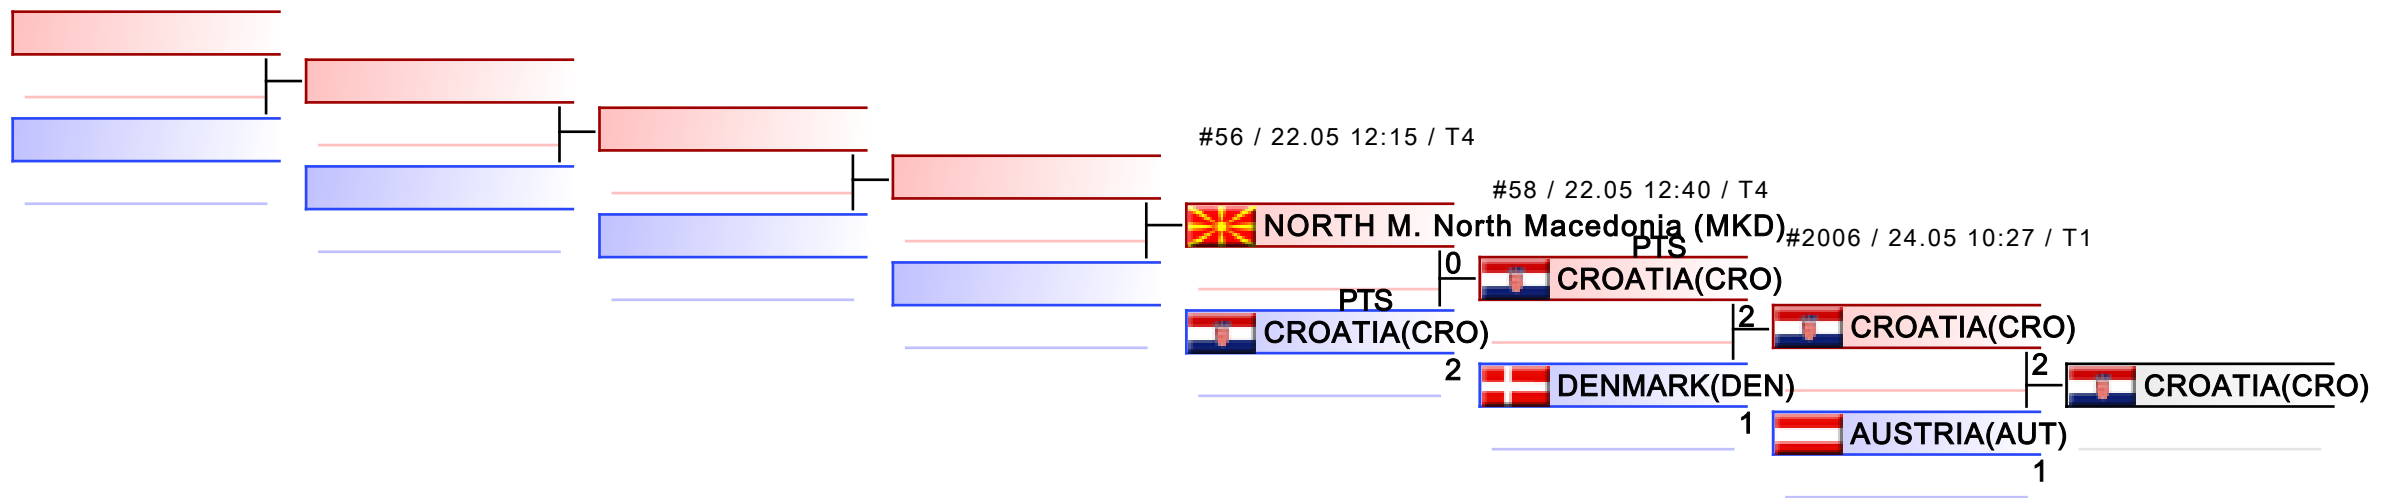 #56 / 22.05 12:15 / T4
#58 / 22.05 12:40 / T4
NORTH M. North Macedonia (MKD)
#2006 / 24.05 10:27 / T1
PTS
0
CROATIA(CRO)
PTS
2
CROATIA(CRO)
CROATIA(CRO)
2
2
DENMARK(DEN)
CROATIA(CRO)
1
AUSTRIA(AUT)
1